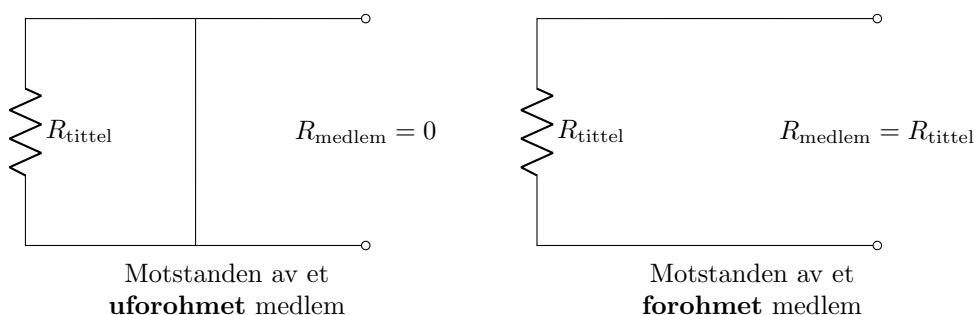 R_tittel
R_medlem = 0
Motstanden av et
uforohmet medlem
R_tittel
R_medlem = R_tittel
Motstanden av et
forohmet medlem